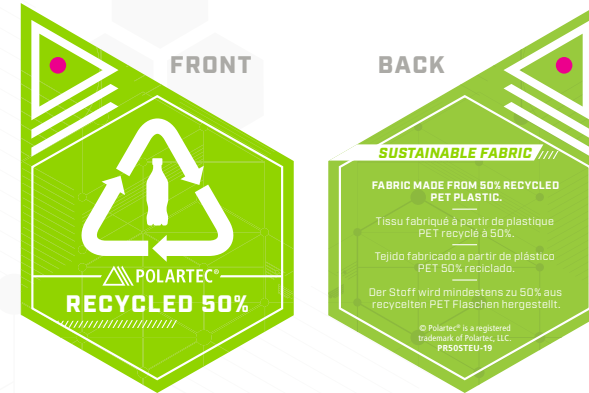 FRONT
POLARTEC®
RECYCLED 50%
BACK
SUSTAINABLE FABRIC
FABRIC MADE FROM 50% RECYCLED
PET PLASTIC.
Tissu fabriqué à partir de plastique
PET recyclé à 50%.
Tejido fabricado a partir de plástico
PET 50% reciclado.
Der Stoff wird mindestens zu 50% aus
recycelten PET Flaschen hergestellt.
© Polartec® is a registered
trademark of Polartec, LLC.
PR50STEU-19